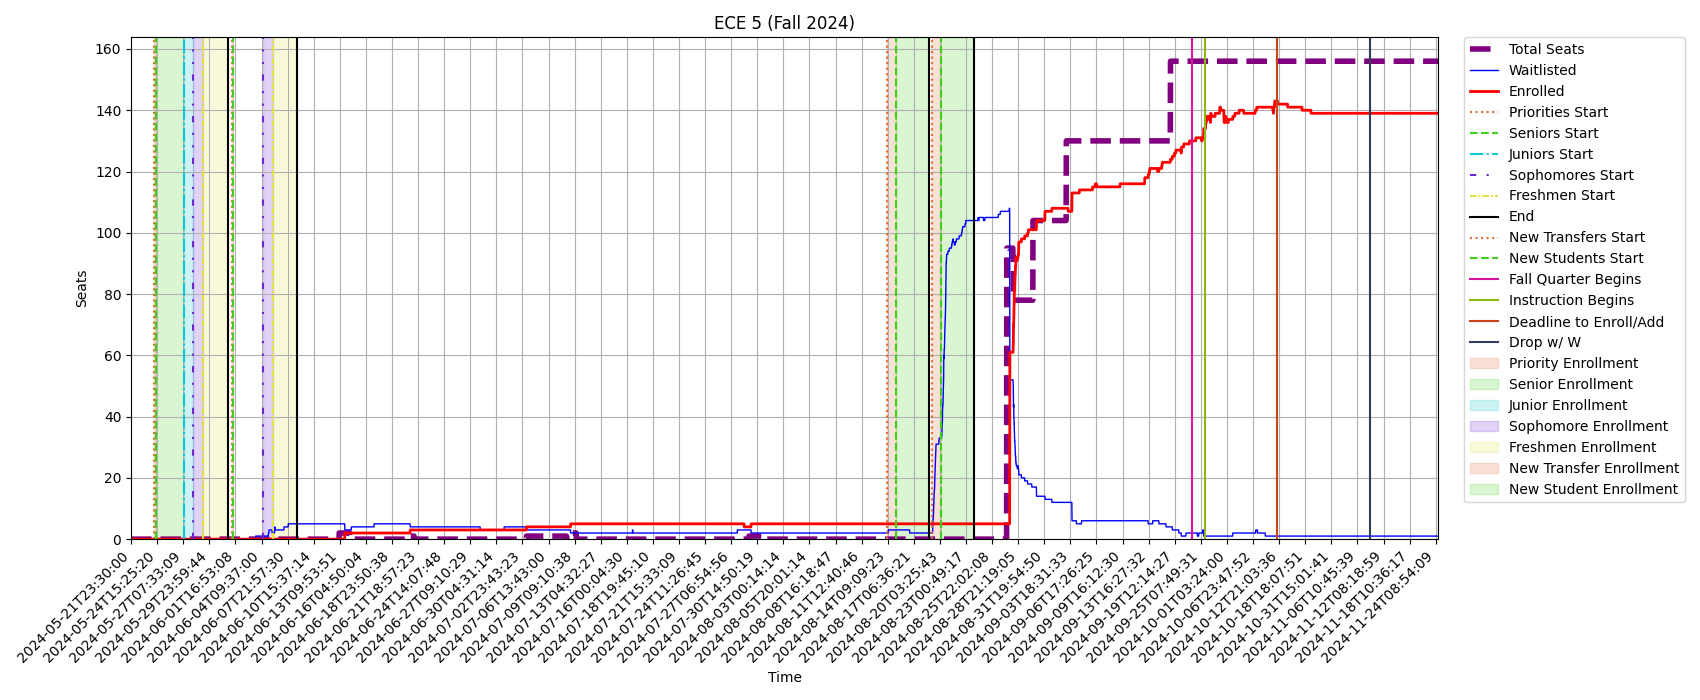 ECE 5 (Fall 2024)
Seats
160
140
120
100
80
60
40
20
0
2024-05-21T23:30:00
2024-05-24T15:25:20
2024-05-27T07:33:09
2024-05-29T23:59:44
2024-06-01T16:53:08
2024-06-04T09:37:00
2024-06-07T21:57:30
2024-06-10T15:37:14
2024-06-13T09:53:51
2024-06-16T04:50:04
2024-06-18T23:50:38
2024-06-21T18:57:23
2024-06-24T14:07:48
2024-06-27T09:10:29
2024-06-30T04:31:14
2024-07-02T23:43:23
2024-07-06T13:43:00
2024-07-09T09:10:38
2024-07-13T04:32:27
2024-07-16T00:04:30
2024-07-18T19:45:10
2024-07-21T15:33:09
2024-07-24T11:26:45
2024-07-27T06:54:56
2024-07-30T14:50:19
2024-08-03T01:14:14
2024-08-05T20:01:14
2024-08-08T16:18:47
2024-08-11T12:40:46
2024-08-14T09:09:23
2024-08-17T06:36:21
2024-08-20T03:25:43
2024-08-23T00:49:17
2024-08-25T22:02:08
2024-08-28T21:19:05
2024-08-31T19:54:50
2024-09-03T18:31:33
2024-09-06T17:26:25
2024-09-09T16:12:30
2024-09-13T16:27:32
2024-09-19T12:14:27
2024-09-25T07:49:31
2024-10-01T03:24:00
2024-10-06T23:47:52
2024-10-12T21:03:36
2024-10-18T18:07:51
2024-10-31T15:01:41
2024-11-06T10:45:39
2024-11-12T08:18:59
2024-11-18T10:36:17
2024-11-24T08:54:09
Time
Total Seats
Waitlisted
Enrolled
Priorities Start
Seniors Start
Juniors Start
Sophomores Start
Freshmen Start
End
New Transfers Start
New Students Start
Fall Quarter Begins
Instruction Begins
Deadline to Enroll/Add
Drop w/ W
Priority Enrollment
Senior Enrollment
Junior Enrollment
Sophomore Enrollment
Freshmen Enrollment
New Transfer Enrollment
New Student Enrollment